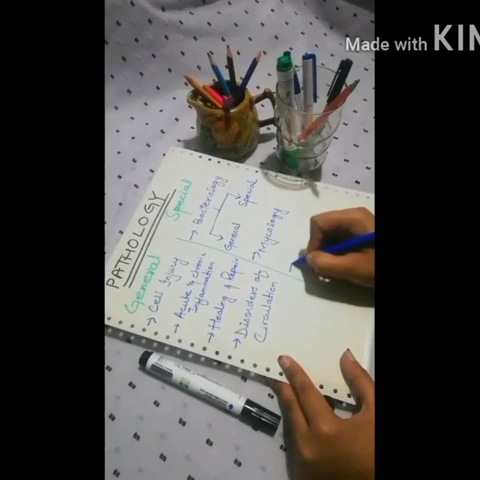 Made with KIN
PATHOLOGY
General
→ Cell Injury
→ Acute & chronic
Inflammation
→ Healing & Repair
→ Disorders of
Circulation
Special
→ Bacteriology
General
Special
→ Mycology